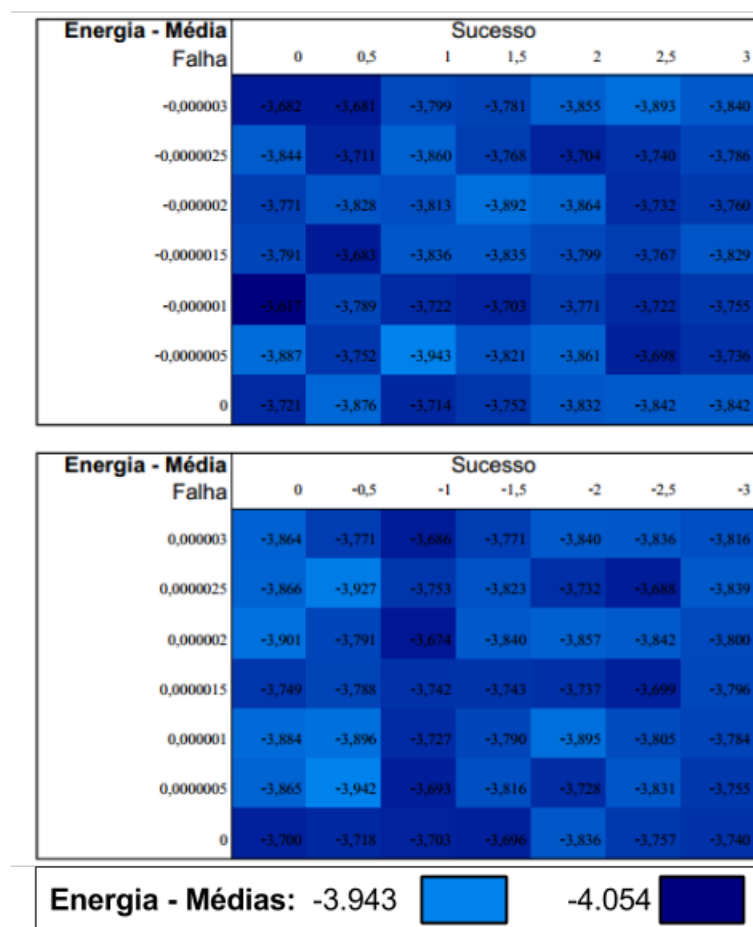 Energia - Média Sucesso
Falha 0 0,5 1 1,5 2 2,5 3
-0,000003 -3,682 -3,681 -3,799 -3,781 -3,855 -3,893 -3,840
-0,0000025 -3,844 -3,711 -3,860 -3,768 -3,704 -3,740 -3,786
-0,000002 -3,771 -3,828 -3,813 -3,892 -3,864 -3,732 -3,760
-0,0000015 -3,791 -3,683 -3,836 -3,835 -3,799 -3,767 -3,829
-0,000001 -3,617 -3,789 -3,722 -3,703 -3,771 -3,722 -3,755
-0,0000005 -3,887 -3,752 -3,943 -3,821 -3,861 -3,698 -3,736
0 -3,721 -3,876 -3,714 -3,752 -3,832 -3,842 -3,842
Energia - Média Sucesso
Falha 0 -0,5 -1 -1,5 -2 -2,5 -3
0,000003 -3,864 -3,771 -3,686 -3,771 -3,840 -3,836 -3,816
0,0000025 -3,866 -3,927 -3,753 -3,823 -3,732 -3,688 -3,839
0,000002 -3,901 -3,791 -3,674 -3,840 -3,857 -3,842 -3,800
0,0000015 -3,749 -3,788 -3,742 -3,743 -3,737 -3,699 -3,796
0,000001 -3,884 -3,896 -3,727 -3,790 -3,895 -3,805 -3,784
0,0000005 -3,865 -3,942 -3,693 -3,816 -3,728 -3,831 -3,755
0 -3,700 -3,718 -3,703 -3,696 -3,836 -3,757 -3,740
Energia - Médias: -3.943 -4.054